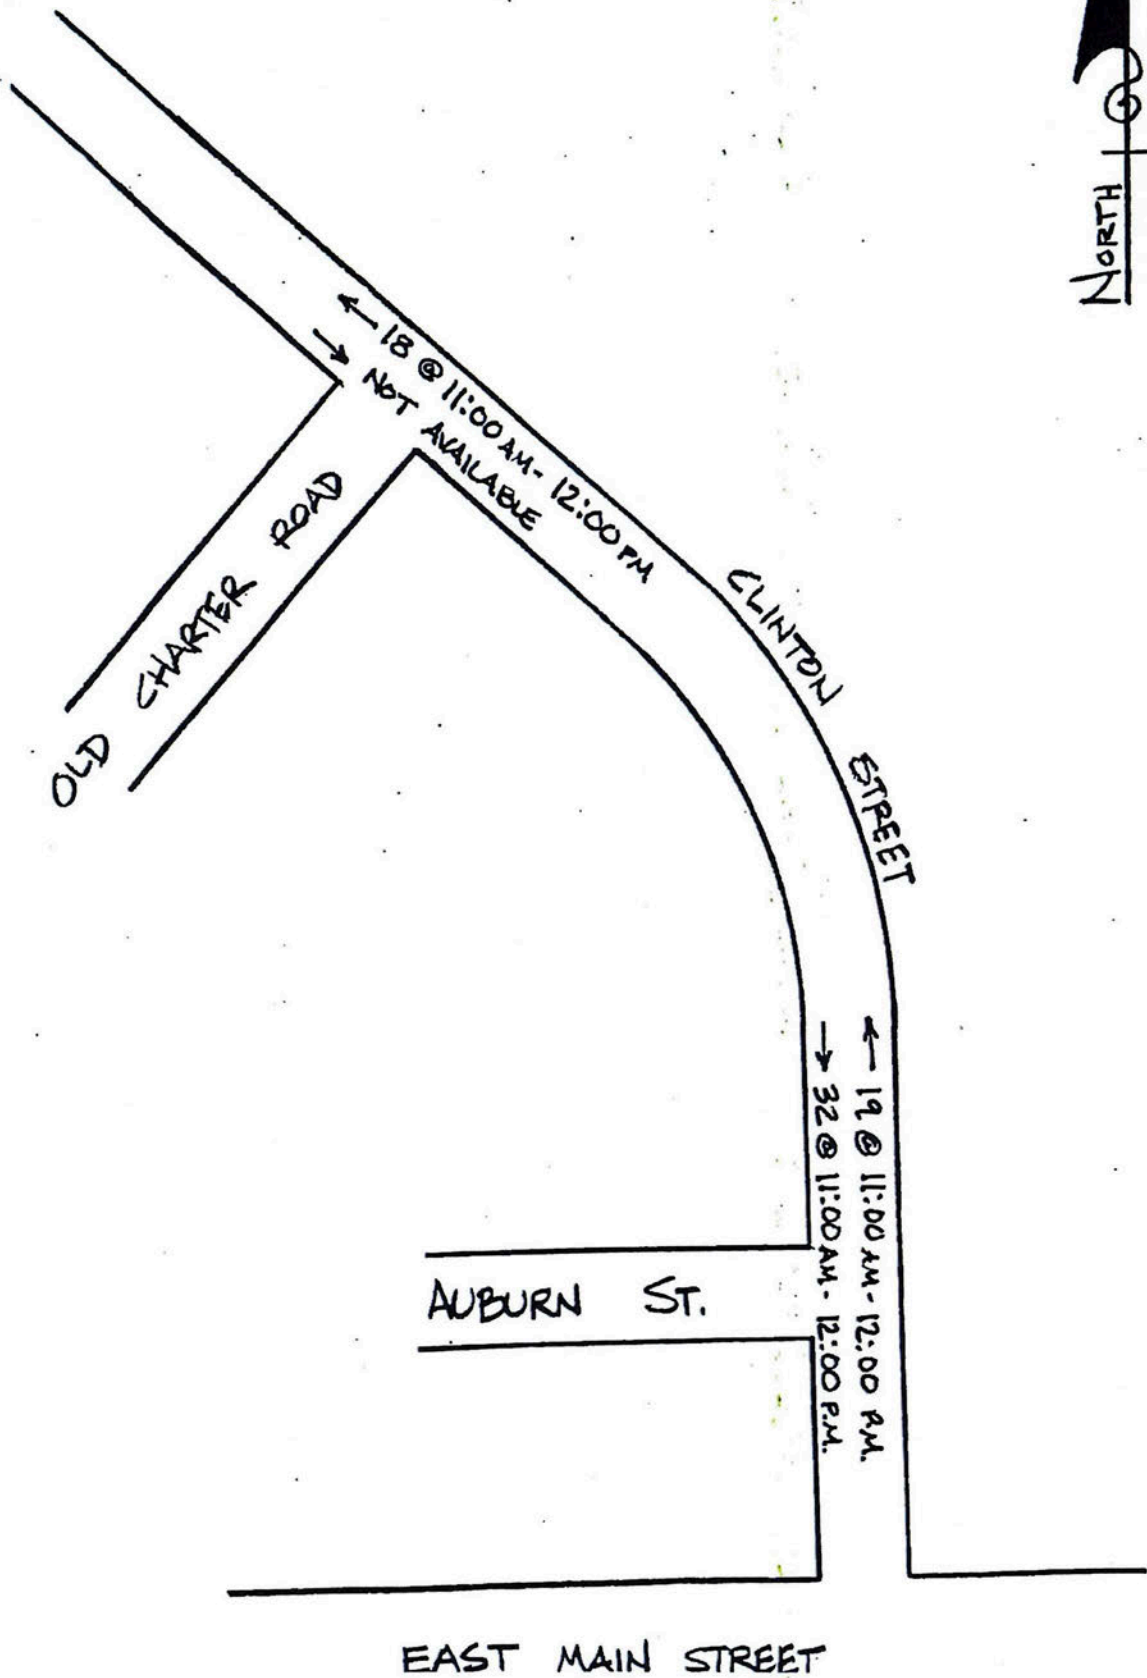 NORTH
← 18 @ 11:00 AM - 12:00 PM
→ NOT AVAILABLE
OLD CHARTER ROAD
CLINTON STREET
← 19 @ 11:00 AM - 12:00 P.M.
→ 32 @ 11:00 AM - 12:00 P.M.
AUBURN ST.
EAST MAIN STREET